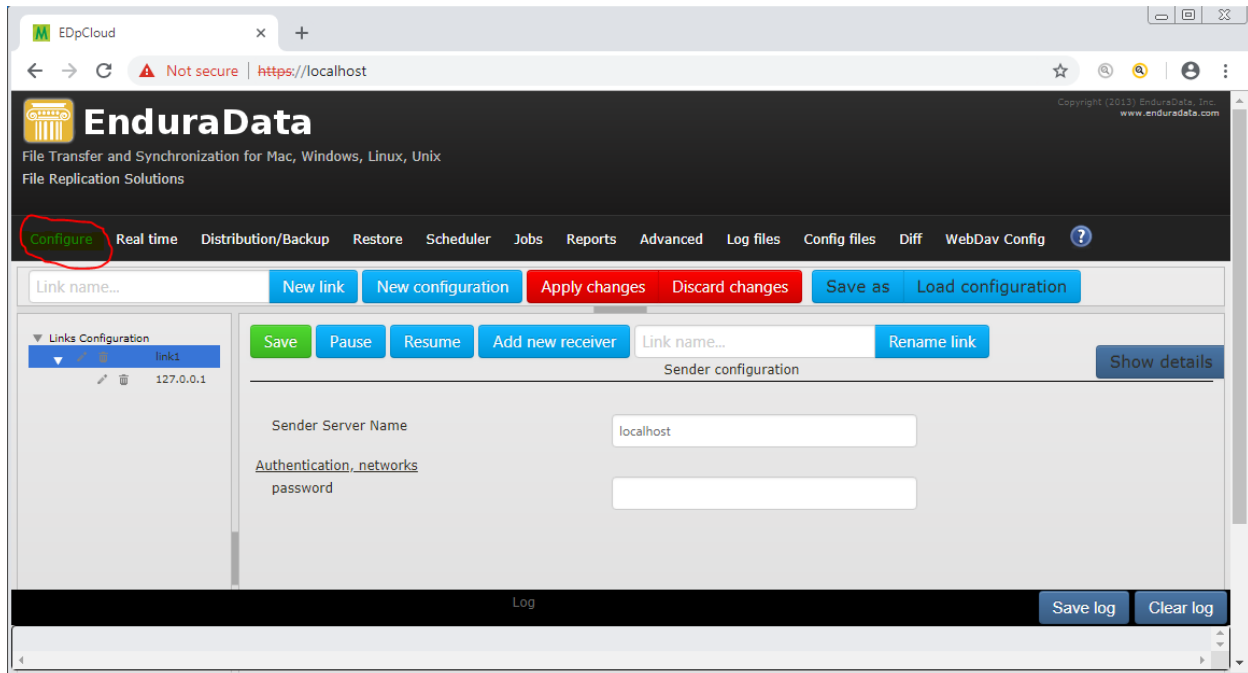 EDpCloud
Not secure https://localhost
Copyright (2013) EnduraData, Inc.
www.enduradata.com
EnduraData
File Transfer and Synchronization for Mac, Windows, Linux, Unix
File Replication Solutions
Configure Real time Distribution/Backup Restore Scheduler Jobs Reports Advanced Log files Config files Diff WebDav Config ?
Link name... New link New configuration Apply changes Discard changes Save as Load configuration
Links Configuration
link1
127.0.0.1
Save Pause Resume Add new receiver Link name... Rename link
Show details
Sender configuration
Sender Server Name localhost
Authentication, networks
password
Log
Save log Clear log